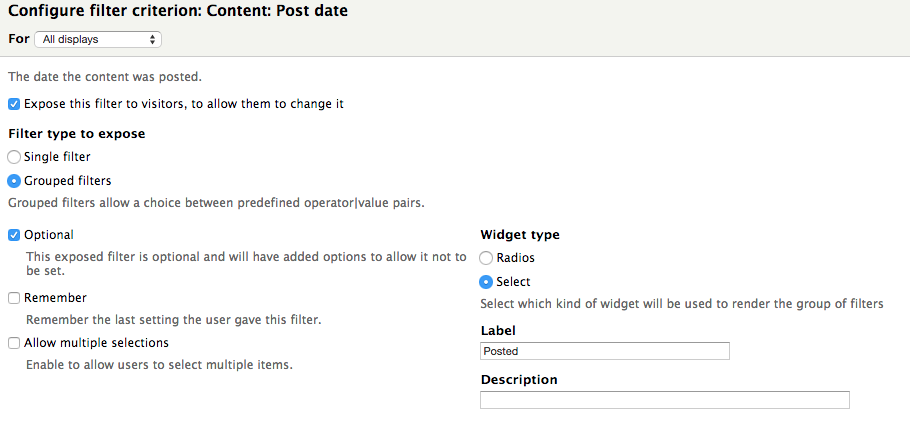 Configure filter criterion: Content: Post date
For All displays
The date the content was posted.
Expose this filter to visitors, to allow them to change it
Filter type to expose
Single filter
Grouped filters
Grouped filters allow a choice between predefined operator|value pairs.
Optional
This exposed filter is optional and will have added options to allow it not to
be set.
Remember
Remember the last setting the user gave this filter.
Allow multiple selections
Enable to allow users to select multiple items.
Widget type
Radios
Select
Select which kind of widget will be used to render the group of filters
Label
Posted
Description